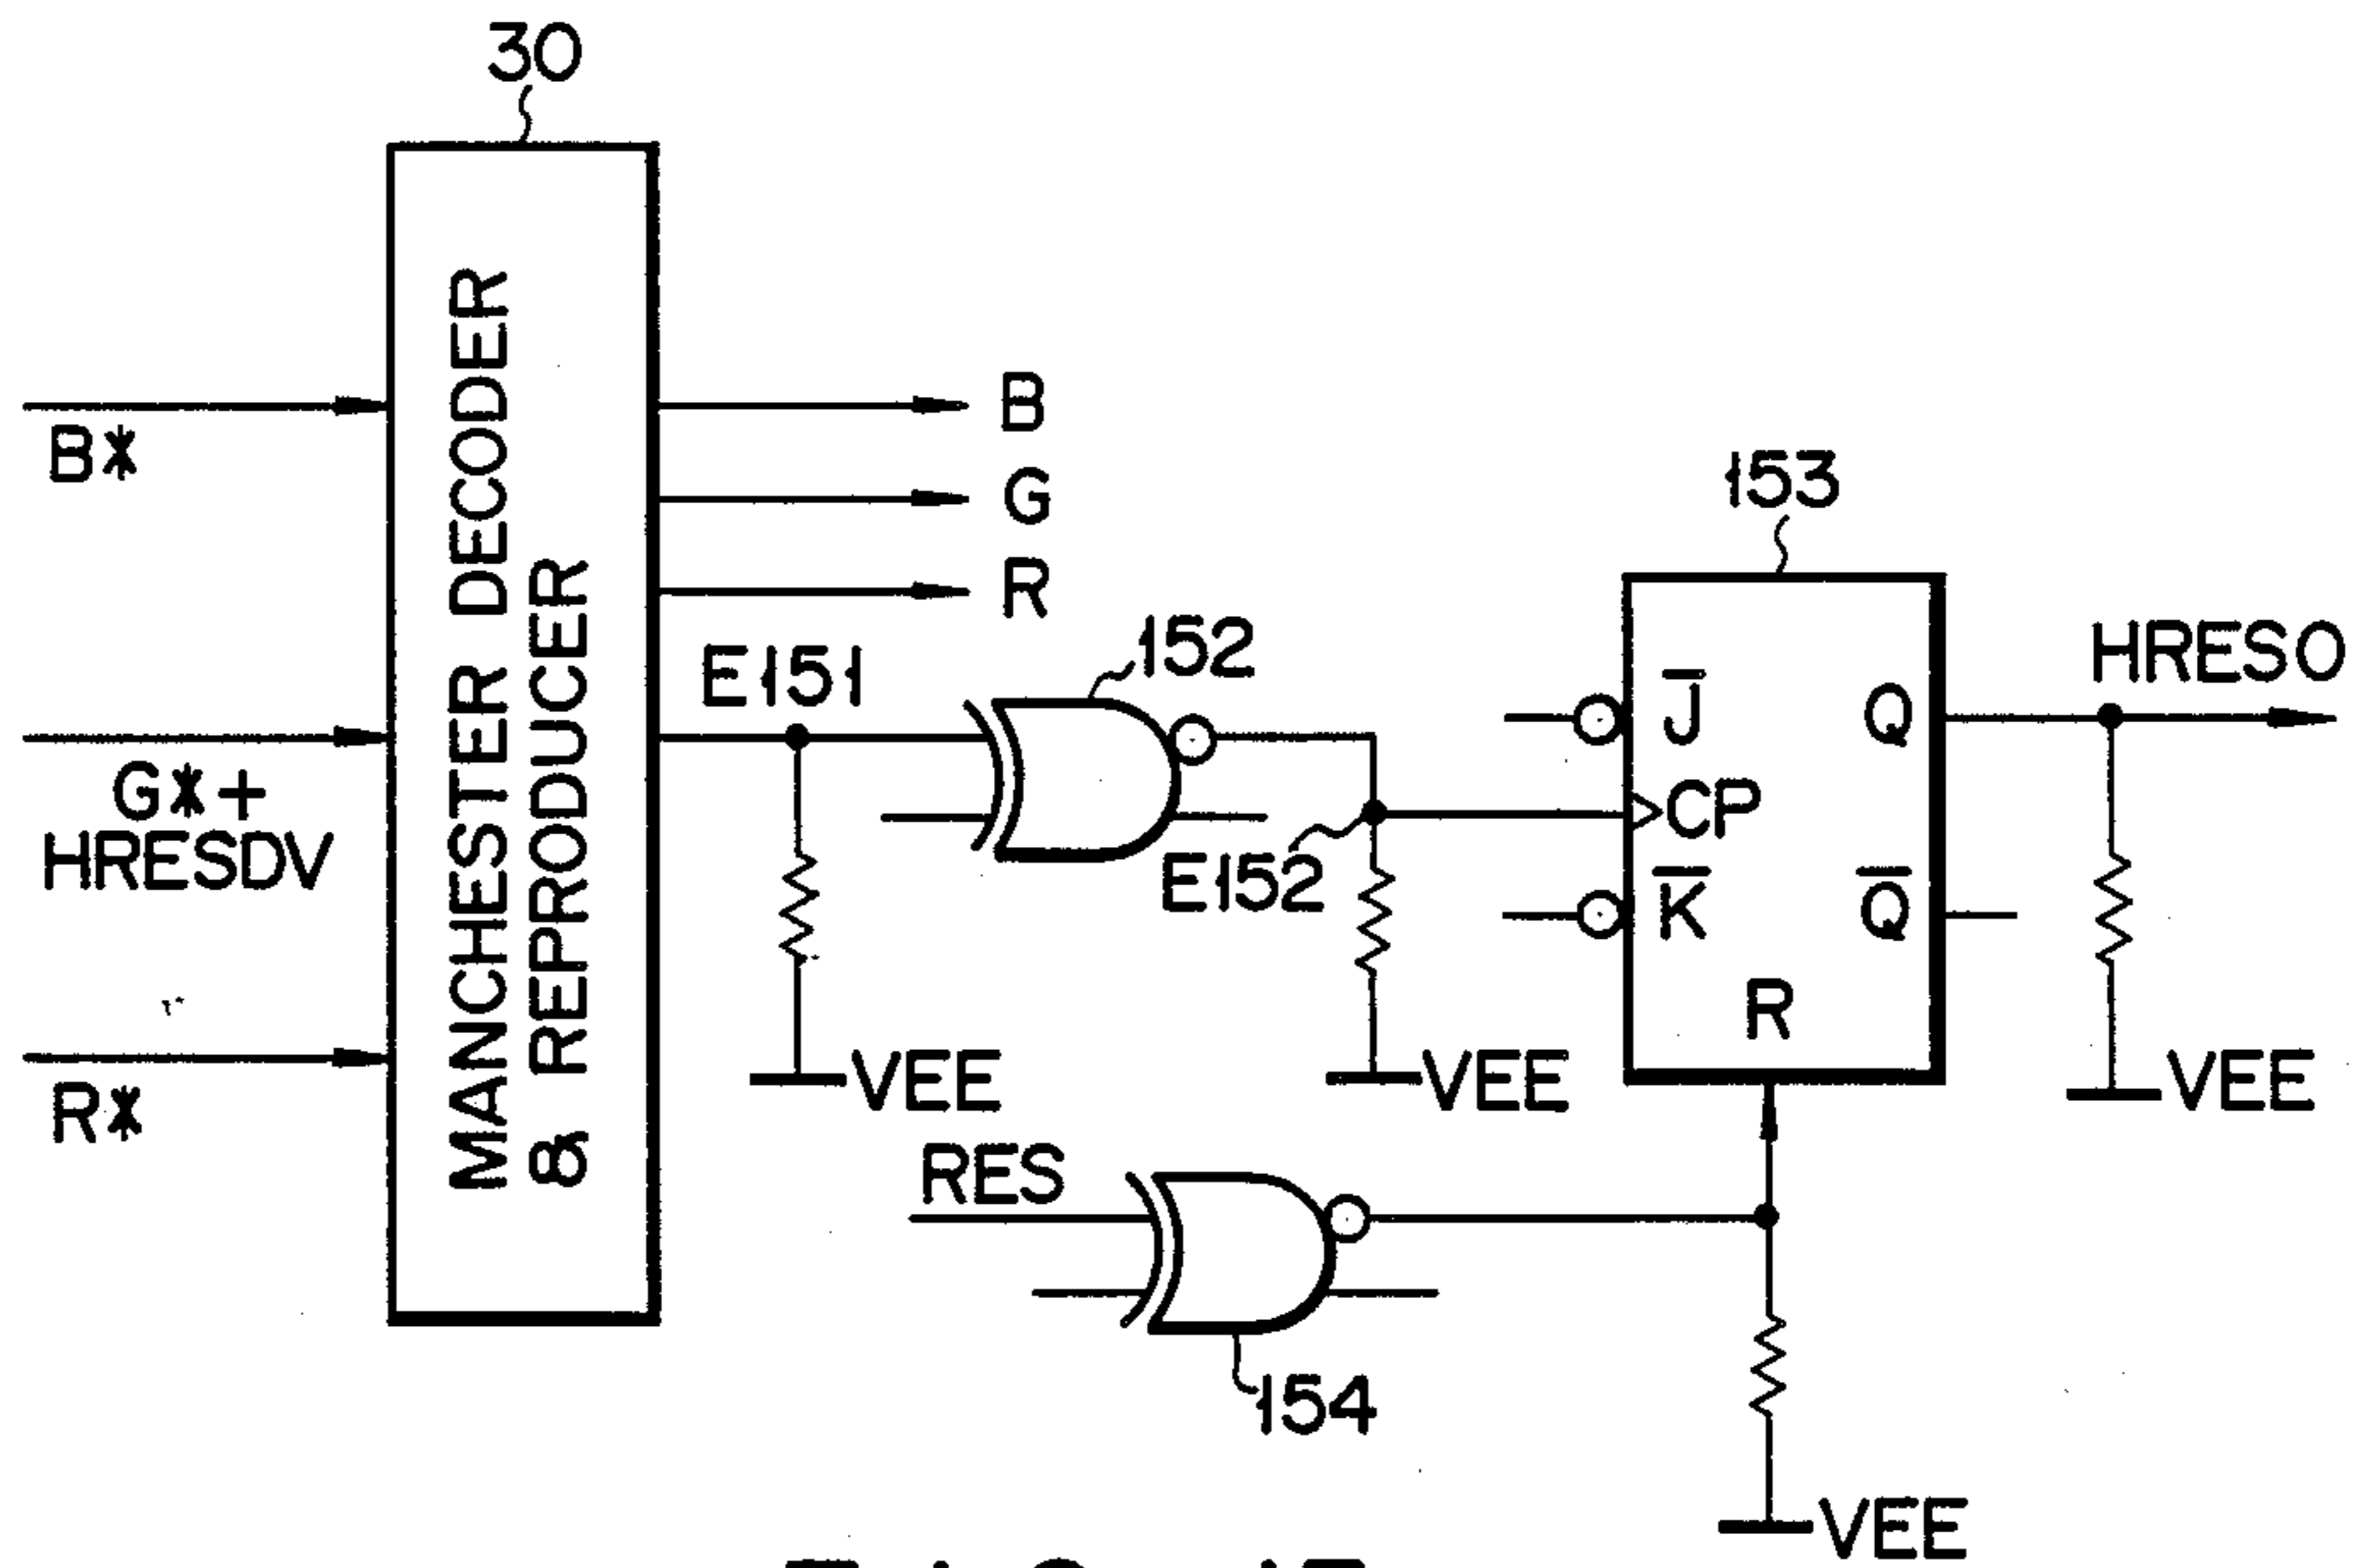 30
MANCHESTER DECODER
& REPRODUCER
B*
G*+
HRESDV
R*
B
G
R
E151
152
E152
VEE
VEE
153
J
CP
K
Q
Q
R
HRESO
VEE
RES
154
VEE